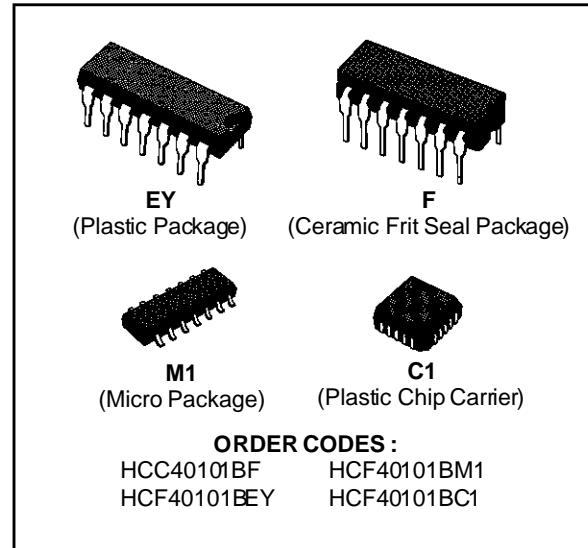 EY
(Plastic Package)
F
(Ceramic Frit Seal Package)
M1
(Micro Package)
C1
(Plastic Chip Carrier)
ORDER CODES :
HCC40101BF HCF40101BM1
HCF40101BEY HCF40101BC1